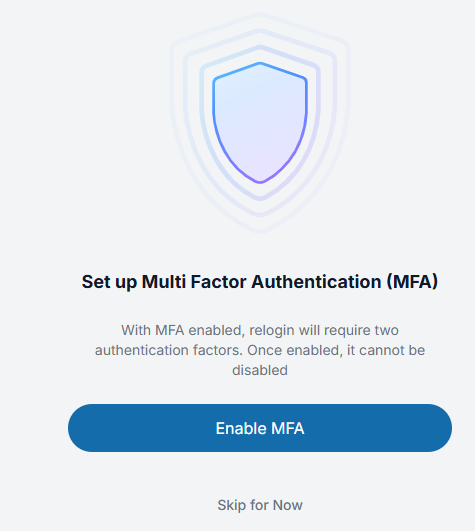 Set up Multi Factor Authentication (MFA)
With MFA enabled, relogin will require two
authentication factors. Once enabled, it cannot be
disabled
Enable MFA
Skip for Now